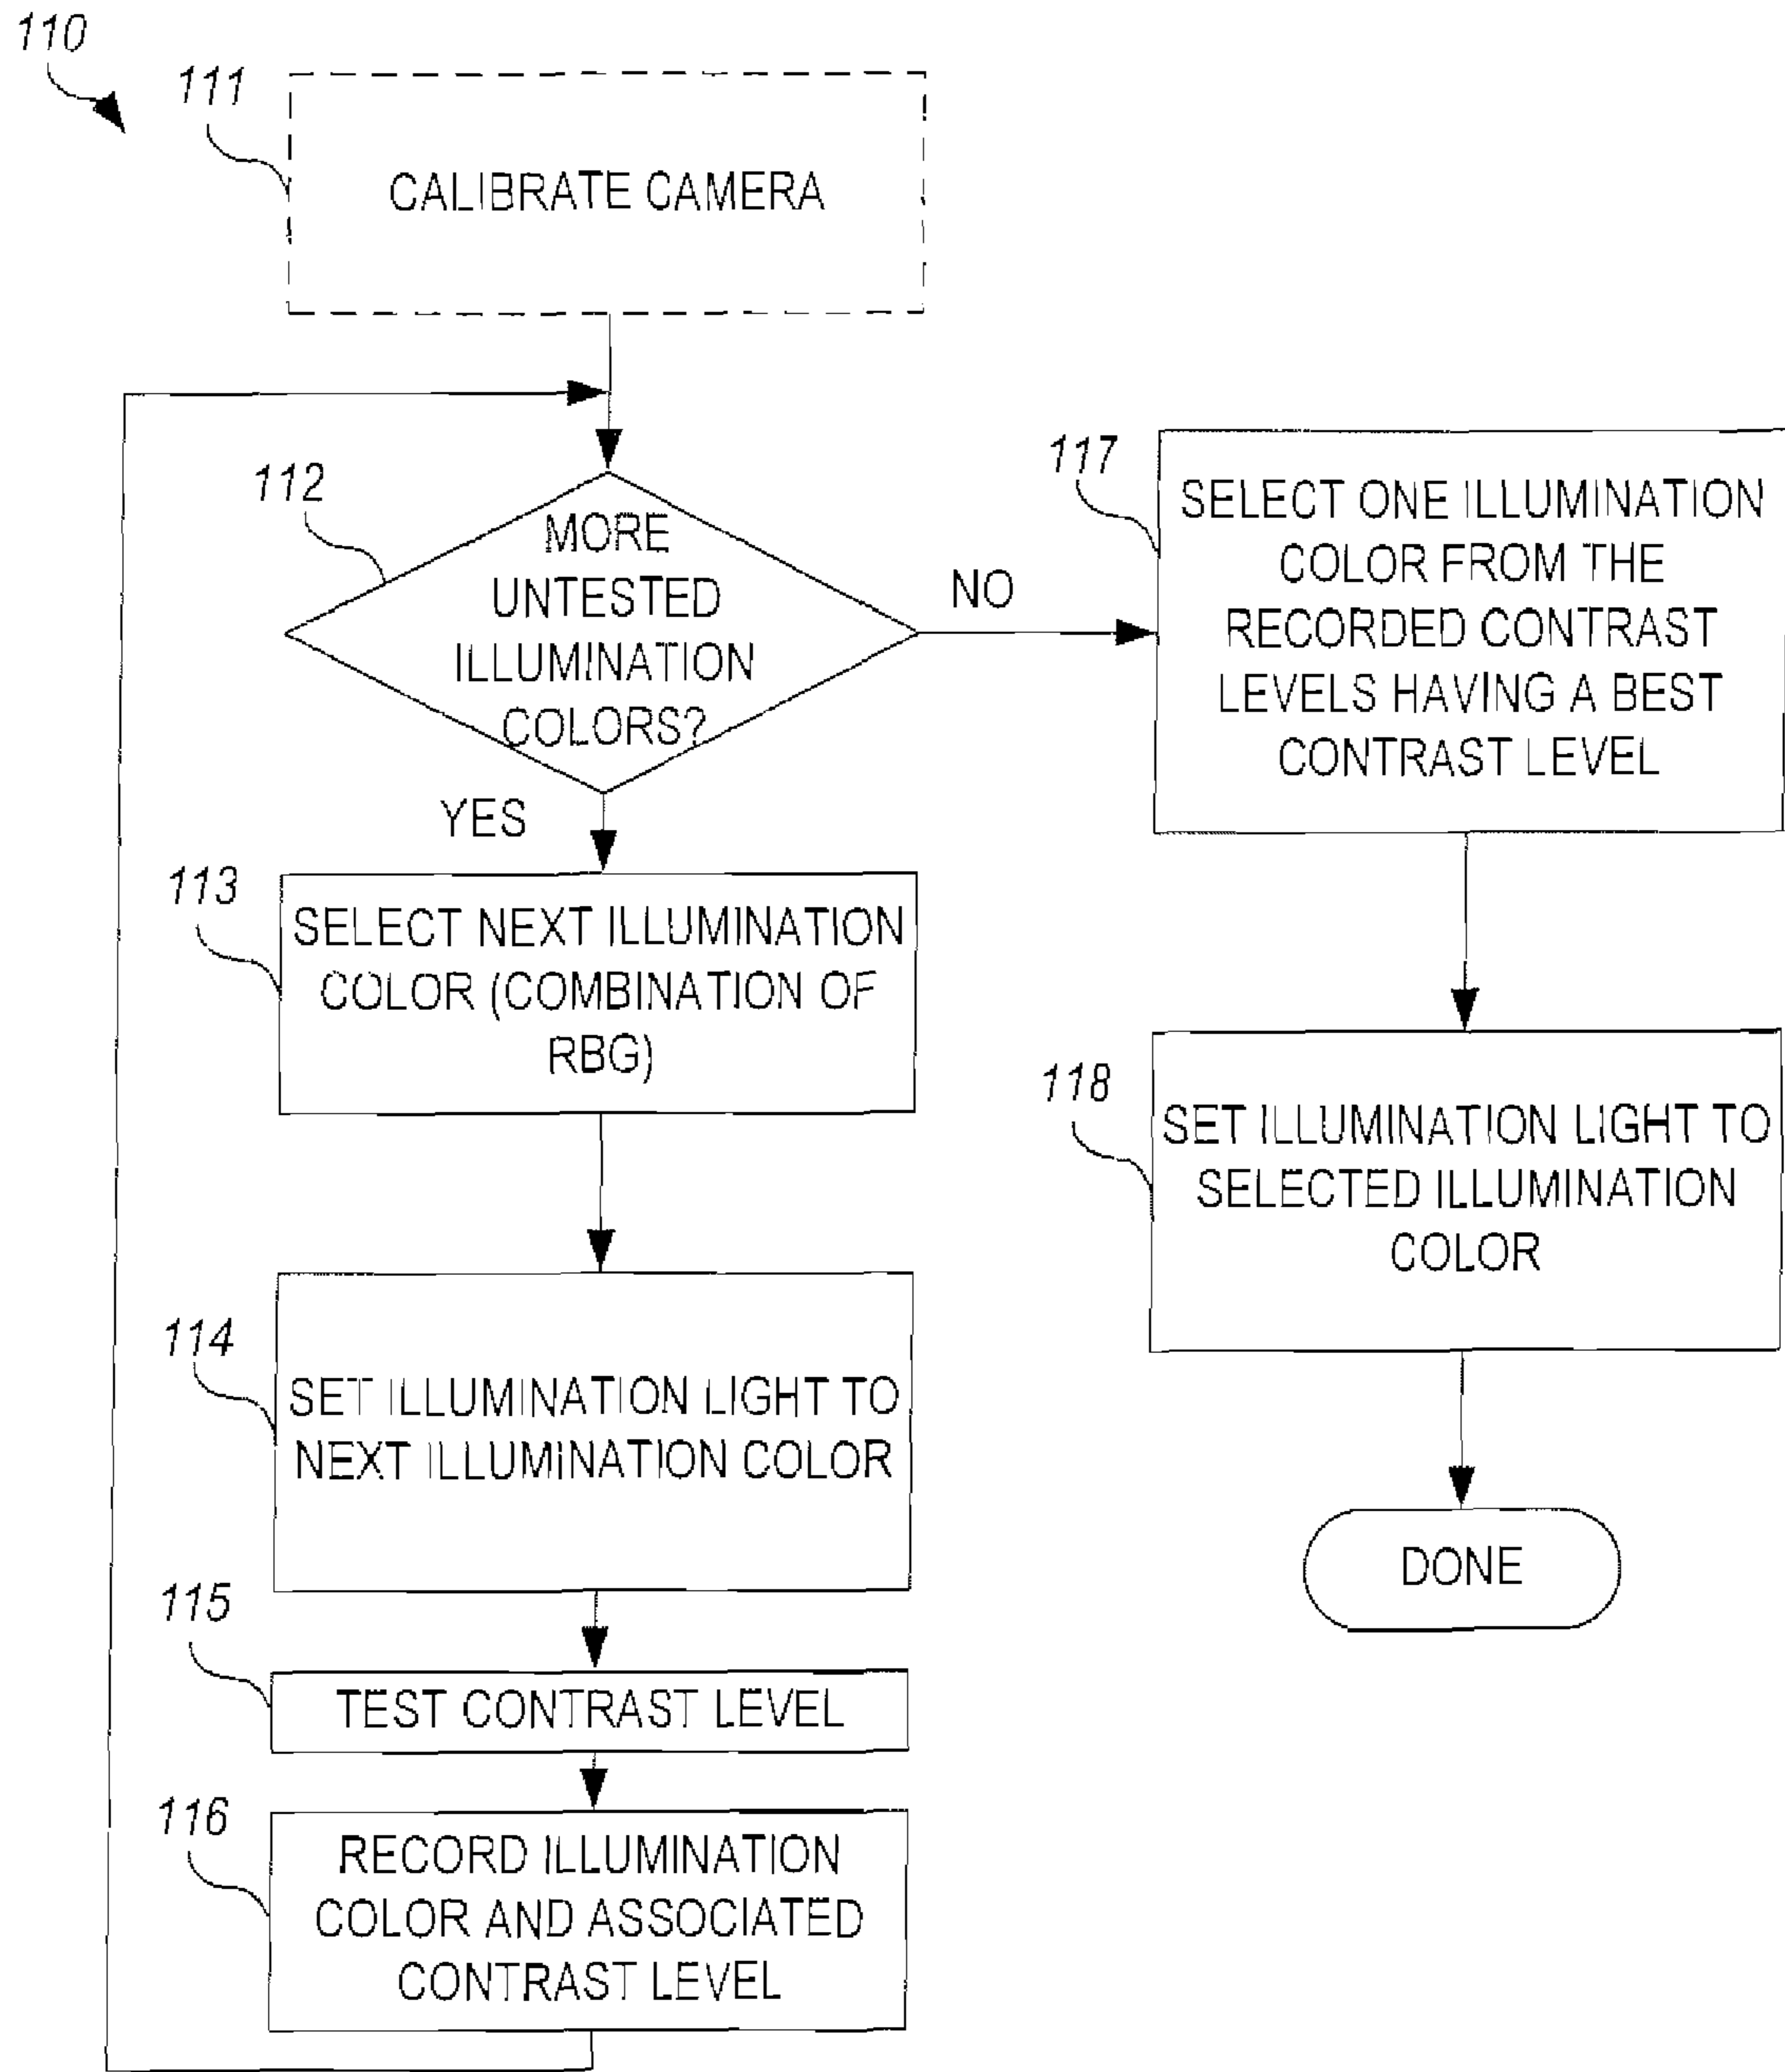 110
111
CALIBRATE CAMERA
112
MORE
UNTESTED
ILLUMINATION
COLORS?
NO
YES
113
SELECT NEXT ILLUMINATION
COLOR (COMBINATION OF
RBG)
114
SET ILLUMINATION LIGHT TO
NEXT ILLUMINATION COLOR
115
TEST CONTRAST LEVEL
116
RECORD ILLUMINATION
COLOR AND ASSOCIATED
CONTRAST LEVEL
117
SELECT ONE ILLUMINATION
COLOR FROM THE
RECORDED CONTRAST
LEVELS HAVING A BEST
CONTRAST LEVEL
118
SET ILLUMINATION LIGHT TO
SELECTED ILLUMINATION
COLOR
DONE